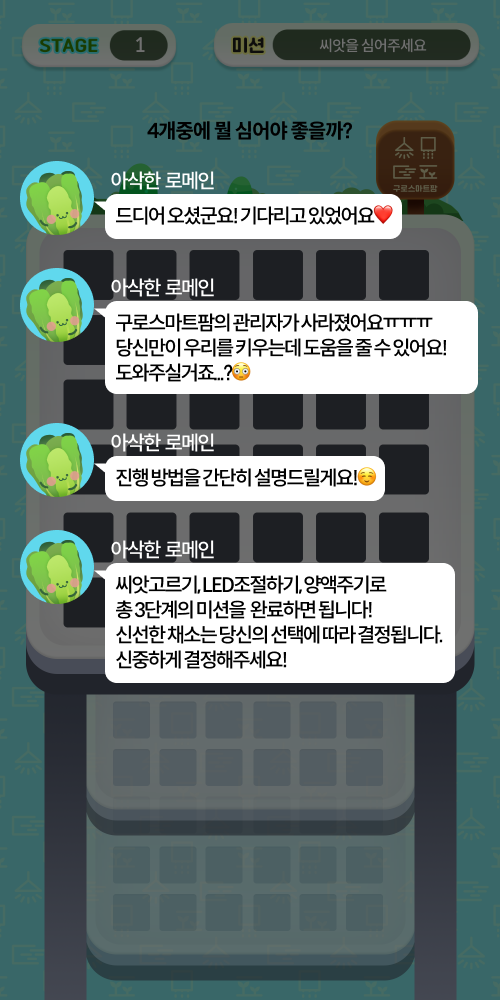 STAGE 1
미션 씨앗을 심어주세요
4개중에 뭘 심어야 좋을까?
구로스마트팜
아삭한 로메인
드디어 오셨군요! 기다리고 있었어요❤️
아삭한 로메인
구로스마트팜의 관리자가 사라졌어요ㅠㅠㅠ
당신만이 우리를 키우는데 도움을 줄 수 있어요!
도와주실거죠...?😳
아삭한 로메인
진행 방법을 간단히 설명드릴게요!☺️
아삭한 로메인
씨앗고르기, LED조절하기, 양액주기로
총 3단계의 미션을 완료하면 됩니다!
신선한 채소는 당신의 선택에 따라 결정됩니다.
신중하게 결정해주세요!